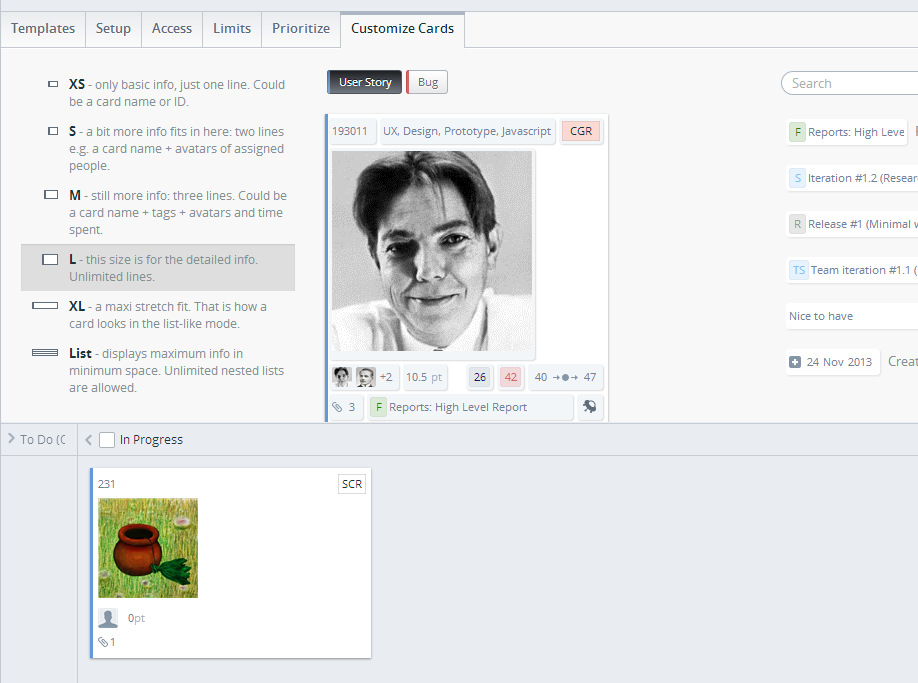 Templates Setup Access Limits Prioritize Customize Cards
XS - only basic info, just one line. Could
be a card name or ID.
S - a bit more info fits in here: two lines
e.g. a card name + avatars of assigned
people.
M - still more info: three lines. Could be
a card name + tags + avatars and time
spent.
L - this size is for the detailed info.
Unlimited lines.
XL - a maxi stretch fit. That is how a
card looks in the list-like mode.
List - displays maximum info in
minimum space. Unlimited nested lists
are allowed.
User Story Bug
193011 UX, Design, Prototype, Javascript CGR
+2 10.5 pt 26 42 40 47
3 F Reports: High Level Report
Search
F Reports: High Leve
S Iteration #1.2 (Resear
R Release #1 (Minimal w
TS Team iteration #1.1 (
Nice to have
24 Nov 2013 Creat
To Do (
In Progress
231 SCR
0pt
1